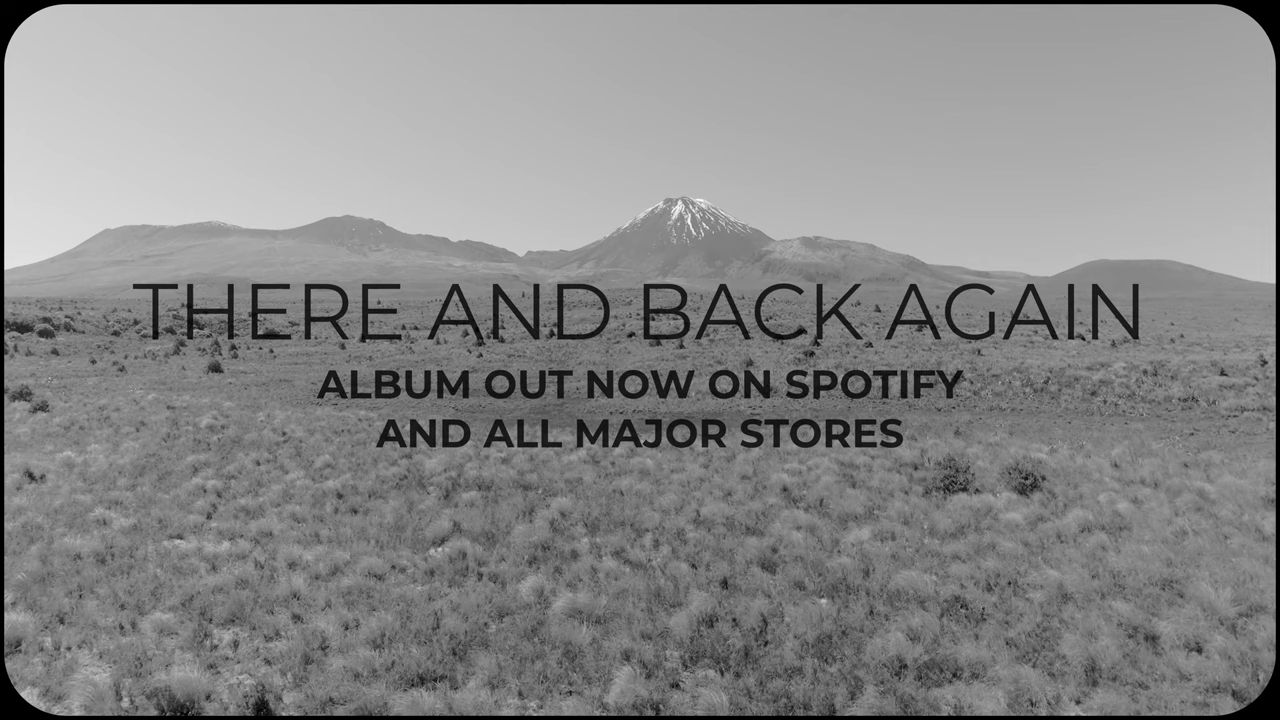 THERE AND BACK AGAIN
ALBUM OUT NOW ON SPOTIFY
AND ALL MAJOR STORES